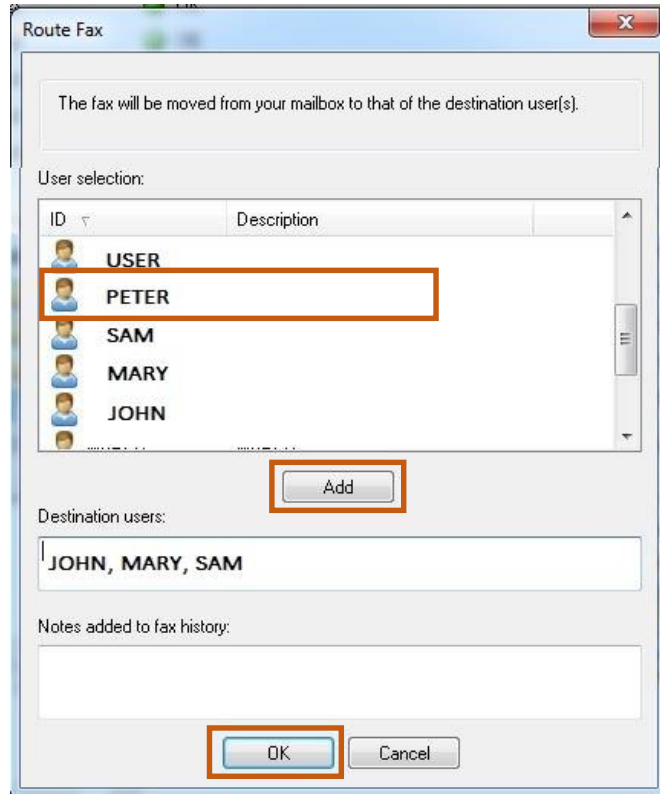 Route Fax
The fax will be moved from your mailbox to that of the destination user(s).
User selection:
ID Description
USER
PETER
SAM
MARY
JOHN
Add
Destination users:
JOHN, MARY, SAM
Notes added to fax history:
OK Cancel